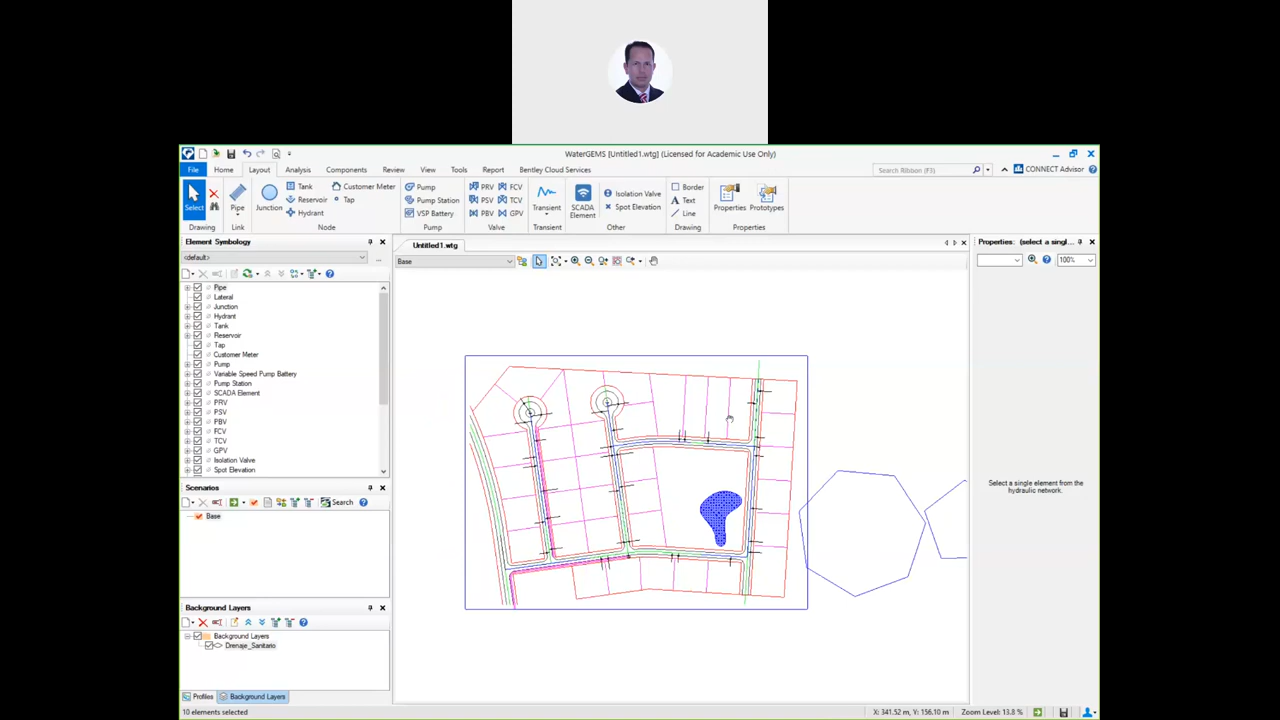 WaterGEMS [Untitled1.wtg] (Licensed for Academic Use Only)
File Home Layout Analysis Components Review View Tools Report Bentley Cloud Services Search Ribbon (F3) CONNECT Advisor
Select Pipe Junction Tank Reservoir Hydrant Customer Meter Tap Pump Pump Station VSP Battery PRV PSV PBV FCV TCV GPV Transient SCADA Element Isolation Valve Spot Elevation Border Text Line Properties Prototypes
Drawing Link Node Pump Valve Transient Other Drawing Properties
Element Symbology
<default>
Pipe
Lateral
Junction
Hydrant
Tank
Reservoir
Tap
Customer Meter
Pump
Variable Speed Pump Battery
Pump Station
SCADA Element
PRV
PSV
PBV
FCV
TCV
GPV
Isolation Valve
Spot Elevation
Scenarios
Search
Base
Background Layers
Background Layers
Drenaje_Sanitario
Profiles Background Layers
Untitled1.wtg
Base
Properties: (select a singl...
100%
Select a single element from the
hydraulic network.
10 elements selected
X: 341.52 m, Y: 156.10 m Zoom Level: 13.8 %